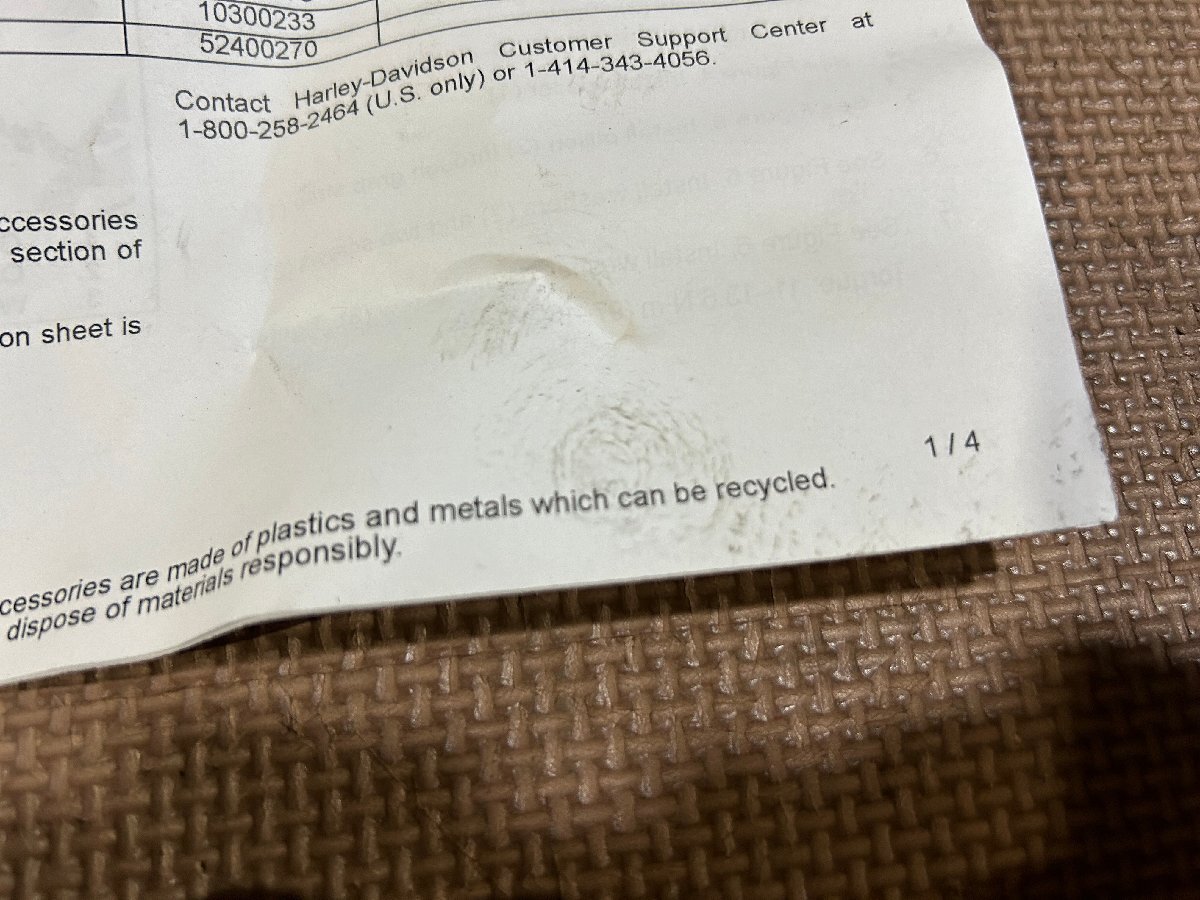 10300233
52400270
Contact Harley-Davidson Customer Support Center at
1-800-258-2464 (U.S. only) or 1-414-343-4056.
ccessories
section of
on sheet is
1 / 4
cessories are made of plastics and metals which can be recycled.
dispose of materials responsibly.